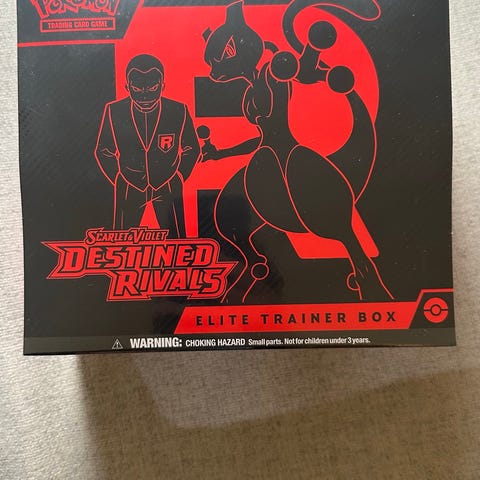 POKÉMON
TRADING CARD GAME
R
SCARLET & VIOLET
DESTINED
RIVALS
ELITE TRAINER BOX
⚠ WARNING: CHOKING HAZARD Small parts. Not for children under 3 years.